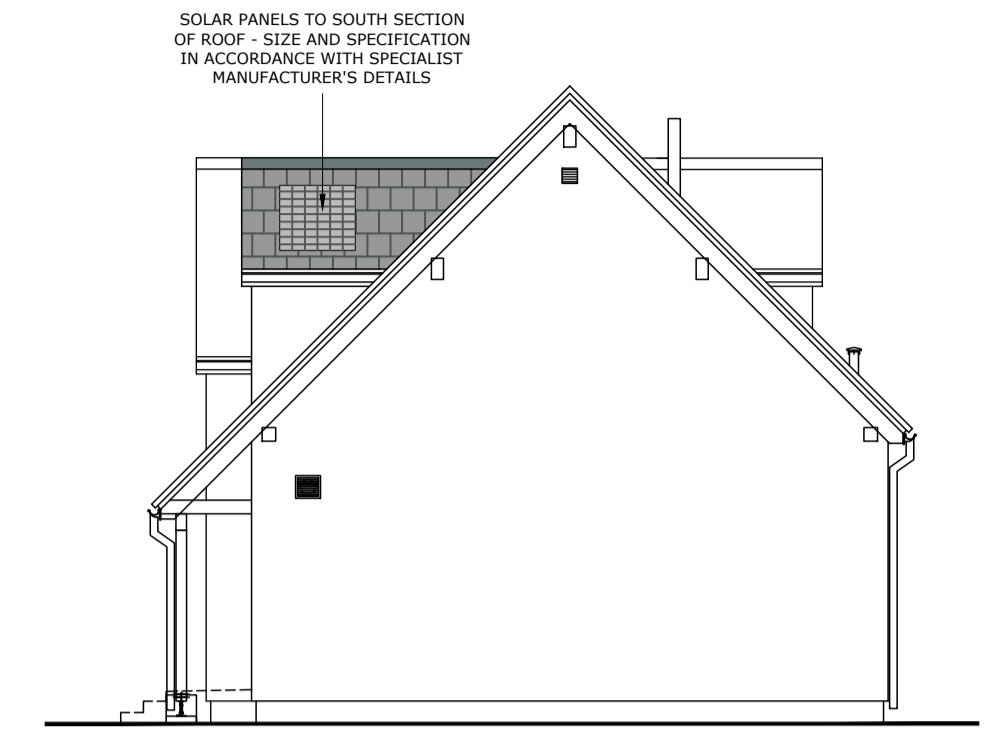 SOLAR PANELS TO SOUTH SECTION
OF ROOF - SIZE AND SPECIFICATION
IN ACCORDANCE WITH SPECIALIST
MANUFACTURER'S DETAILS